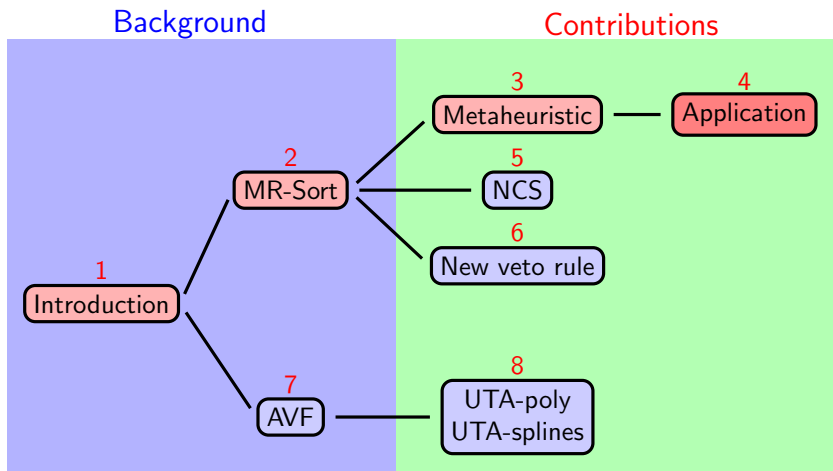 Background
Contributions
3
Metaheuristic
4
Application
2
MR-Sort
5
NCS
6
New veto rule
1
Introduction
7
AVF
8
UTA-poly
UTA-splines